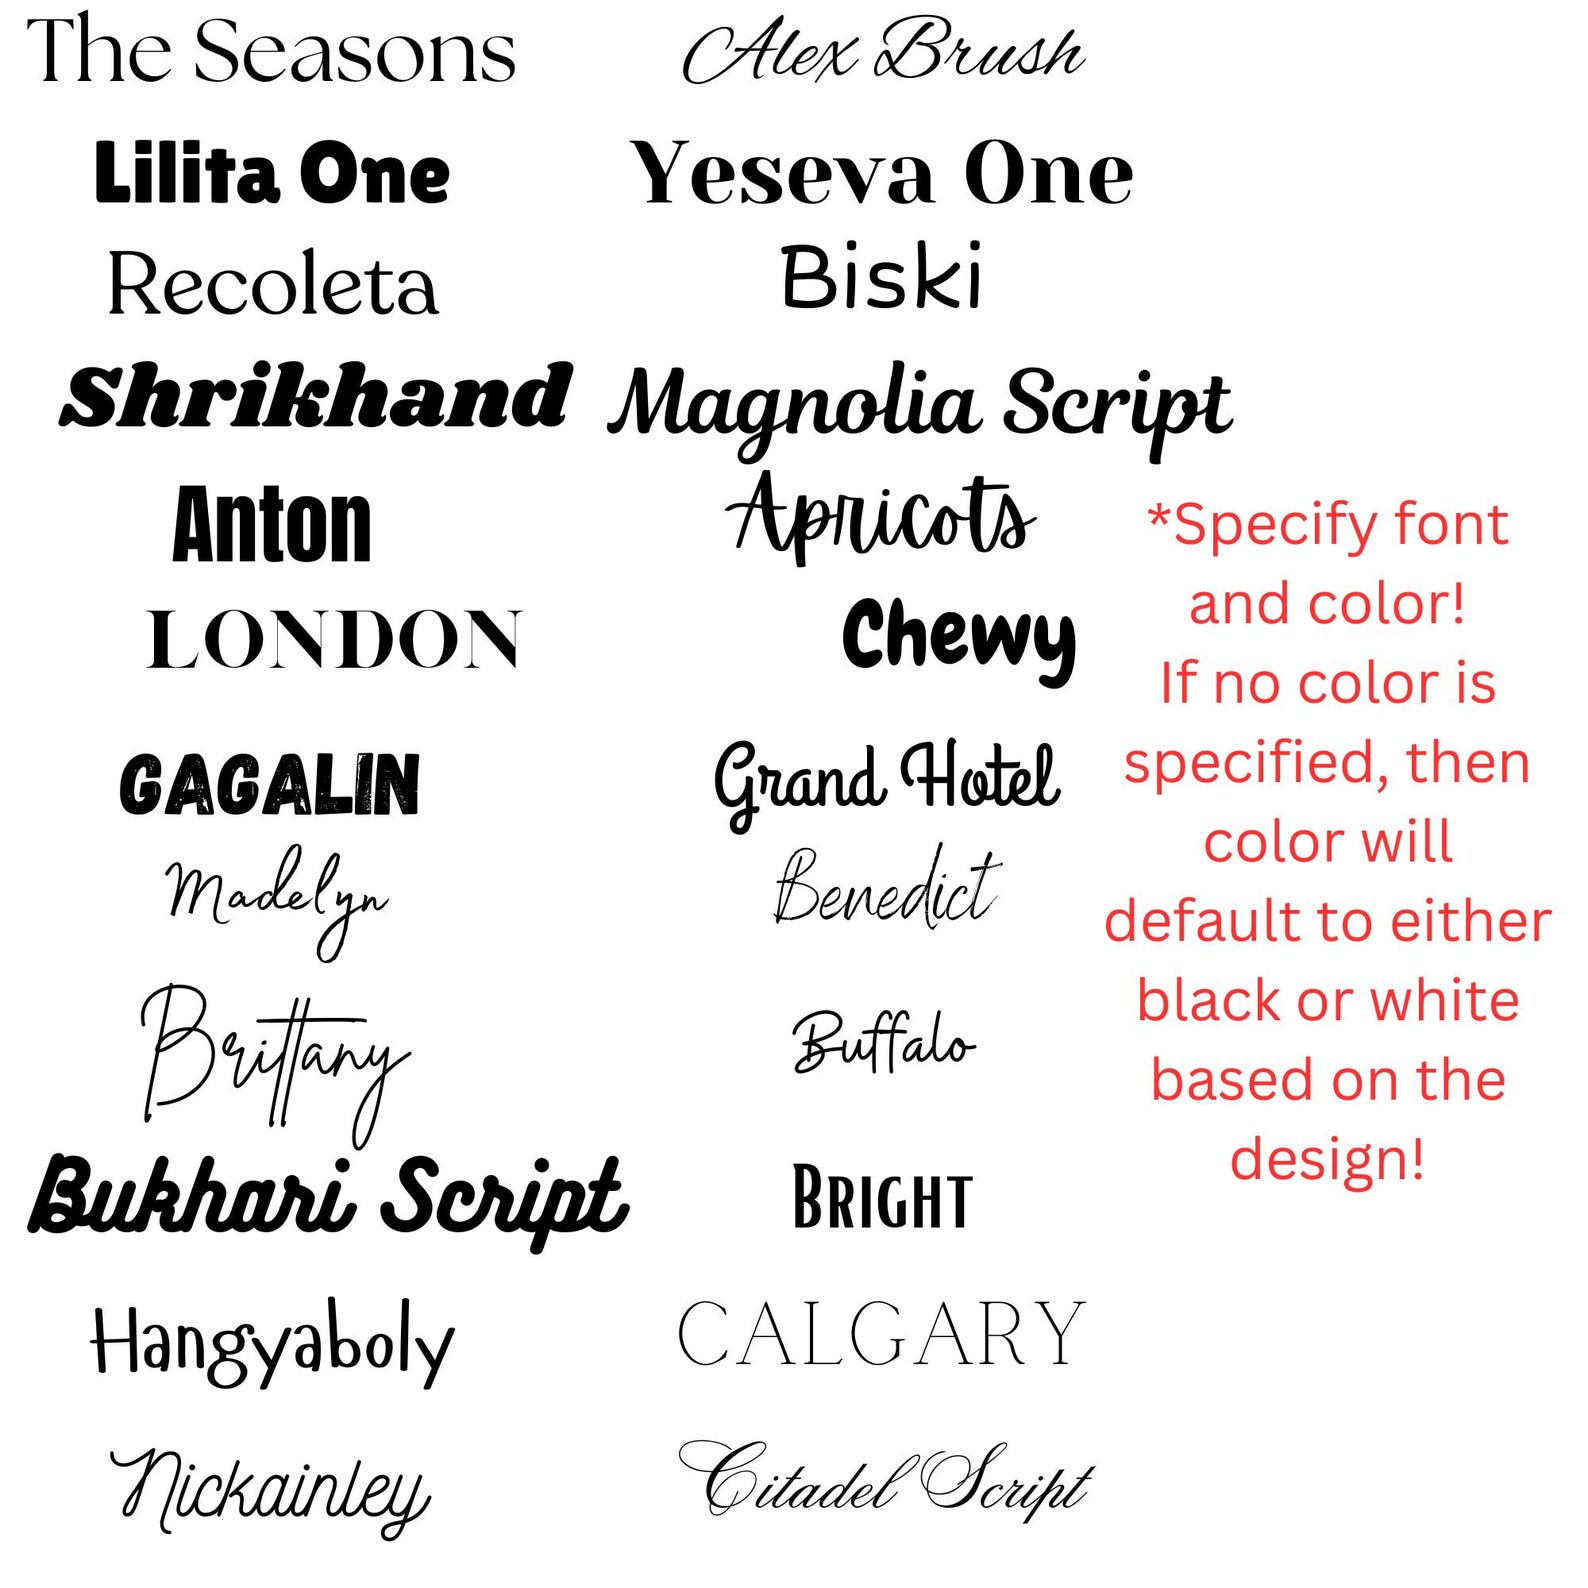 The Seasons
Alex Brush
Lilita One
Yeseva One
Recoleta
Biski
Shrikhand
Magnolia Script
Anton
Apricots
LONDON
Chewy
GAGALIN
Grand Hotel
Madelyn
Benedict
Brittany
Buffalo
Bukhari Script
BRIGHT
Hangyaboly
CALGARY
Nickainley
Citadel Script
*Specify font
and color!
If no color is
specified, then
color will
default to either
black or white
based on the
design!